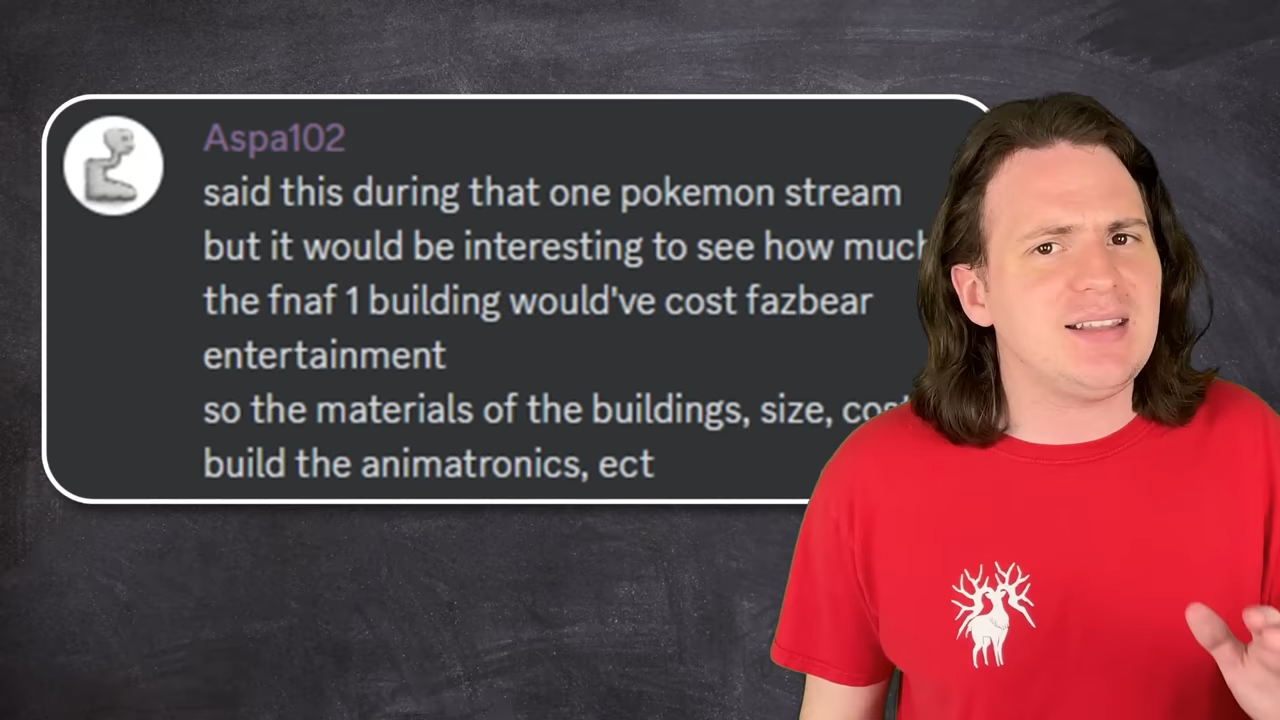 Aspa102
said this during that one pokemon stream
but it would be interesting to see how much
the fnaf 1 building would've cost fazbear
entertainment
so the materials of the buildings, size, cost
build the animatronics, ect